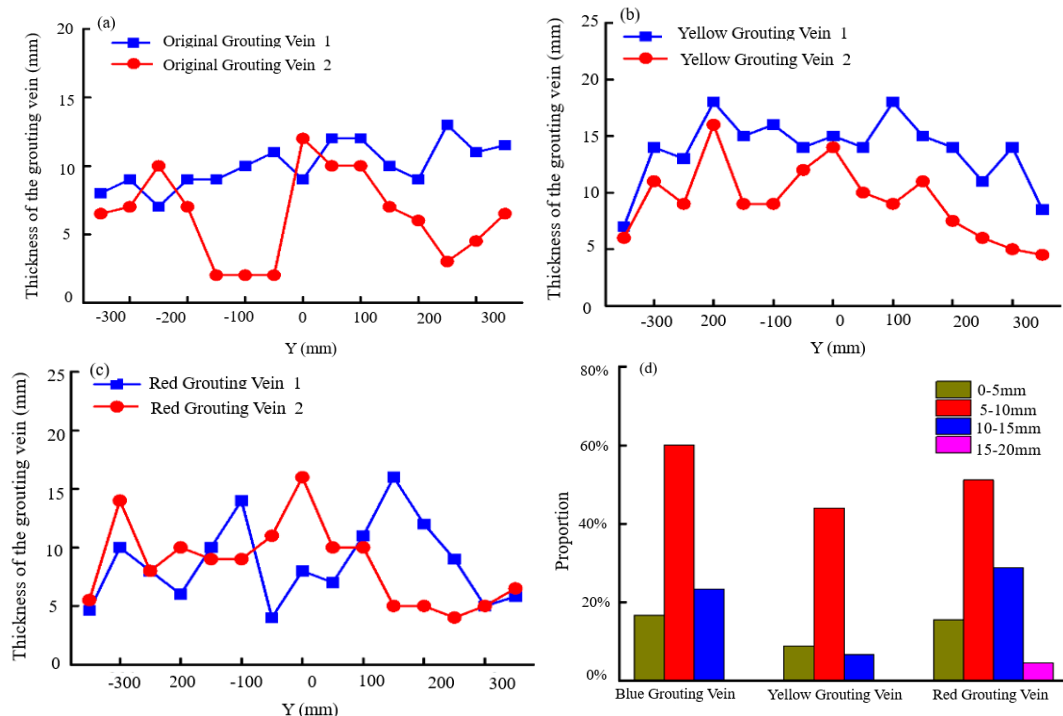 (a)
Original Grouting Vein 1
Original Grouting Vein 2
Thickness of the grouting vein (mm)
20
15
10
5
0
-300 -200 -100 0 100 200 300
Y (mm)
(b)
Yellow Grouting Vein 1
Yellow Grouting Vein 2
Thickness of the grouting vein (mm)
25
20
15
10
5
0
-300 200 -100 0 100 200 300
Y (mm)
(c)
Red Grouting Vein 1
Red Grouting Vein 2
Thickness of the grouting vein (mm)
25
20
15
10
5
0
-300 -200 -100 0 100 200 300
Y (mm)
(d)
0-5mm
5-10mm
10-15mm
15-20mm
Proportion
80%
60%
40%
20%
0%
Blue Grouting Vein Yellow Grouting Vein Red Grouting Vein